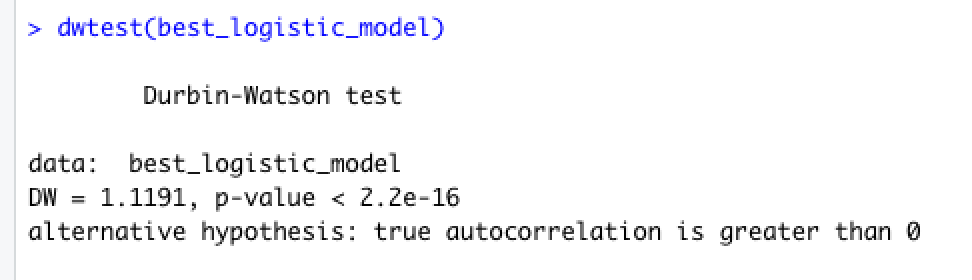 > dwtest(best_logistic_model)
Durbin-Watson test
data:  best_logistic_model
DW = 1.1191, p-value < 2.2e-16
alternative hypothesis: true autocorrelation is greater than 0